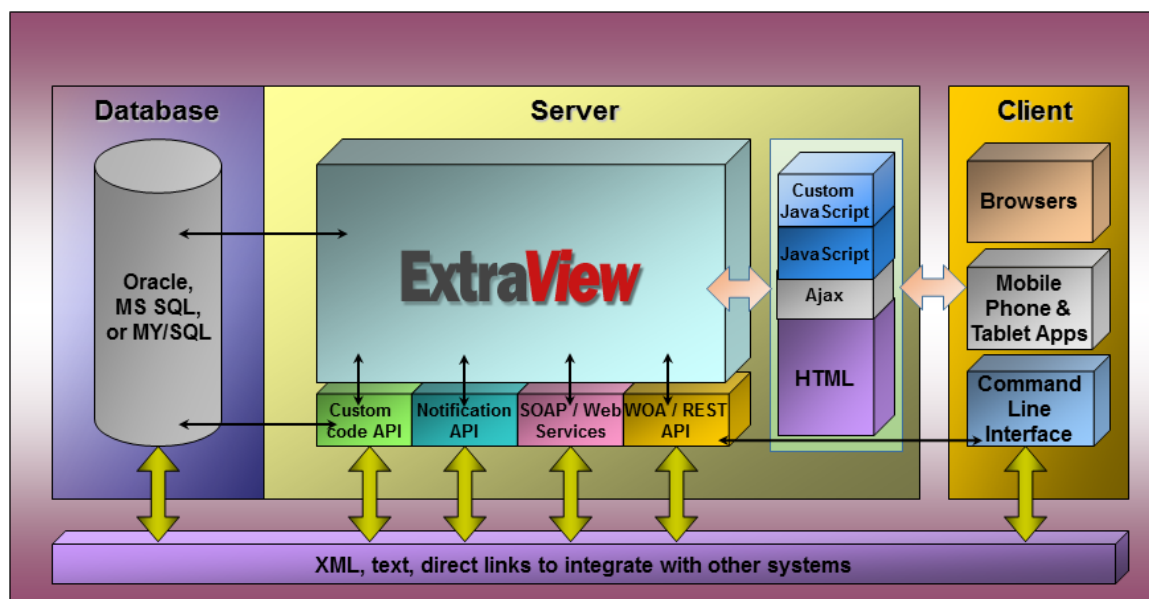 Database
Server
Client
Oracle,
MS SQL,
or MY/SQL
ExtraView
Custom
JavaScript
JavaScript
Ajax
HTML
Browsers
Mobile
Phone &
Tablet Apps
Command
Line
Interface
Custom
code API
Notification
API
SOAP / Web
Services
WOA / REST
API
XML, text, direct links to integrate with other systems